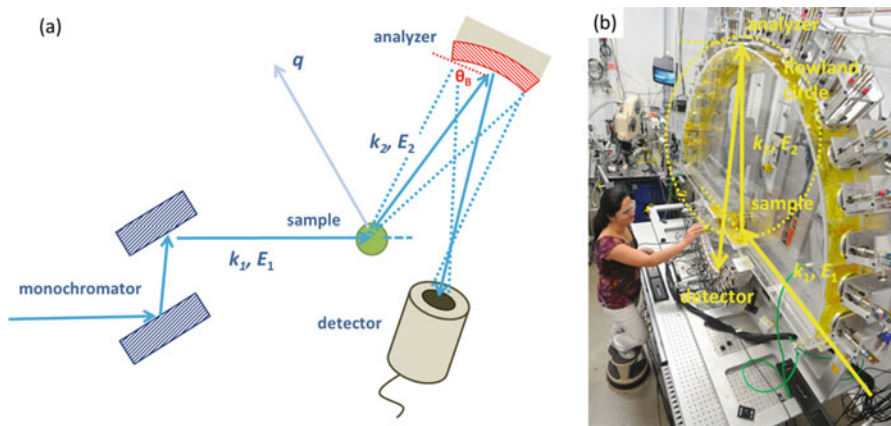 (a)
analyzer
q
θB
k2, E2
sample
k1, E1
monochromator
detector
(b)
analyzer
Rowland
circle
k2, E2
sample
k1, E1
detector